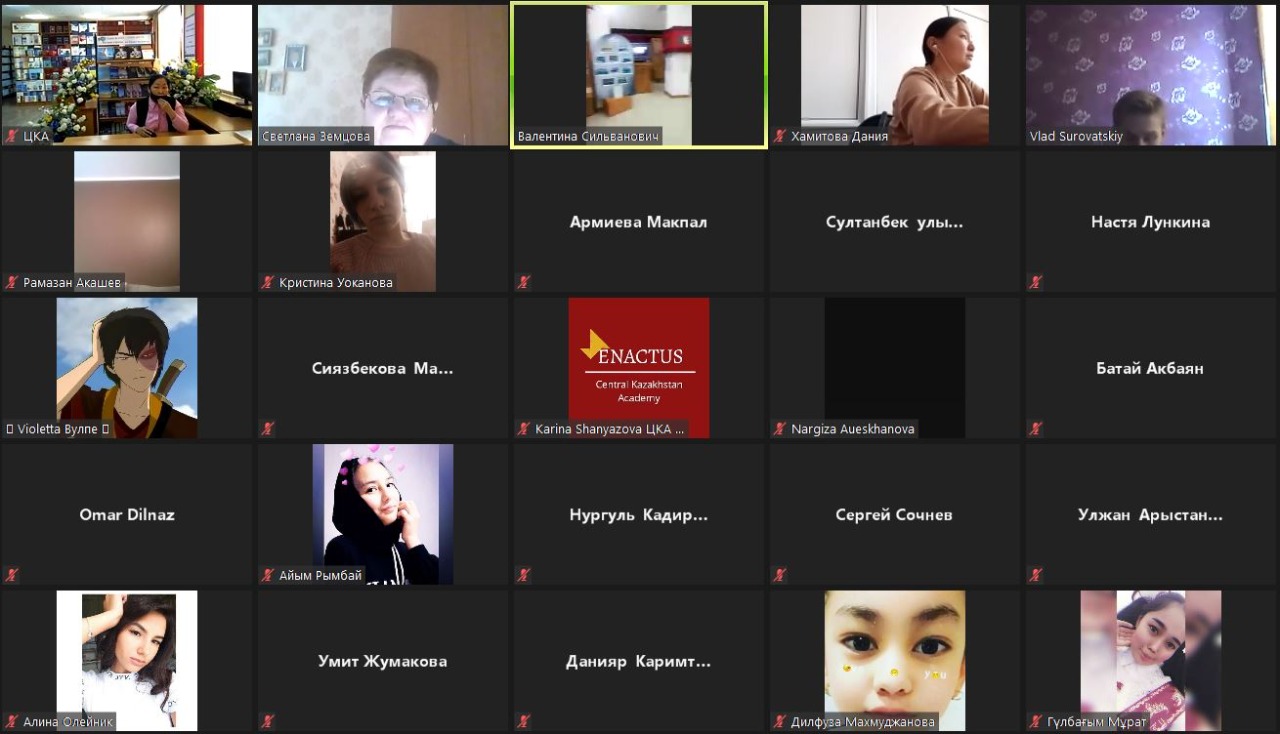 ЦКА
Светлана Земцова
Валентина Сильванович
Хамитова Дания
Vlad Surovatskiy
Рамазан Акашев
Кристина Уоканова
Армиева Макпал
Султанбек улы...
Настя Лункина
Violetta Вулпе
Сиязбекова Ма...
ENACTUS
Central Kazakhstan
Academy
Karina Shanyazova ЦКА ...
Nargiza Aueskhanova
Батай Акбаян
Omar Dilnaz
Айым Рымбай
Нургуль Кадир...
Сергей Сочнев
Улжан Арыстан...
Алина Олейник
Умит Жумакова
Данияр Каримт...
Дилфуза Махмуджанова
Гүлбағым Мұрат